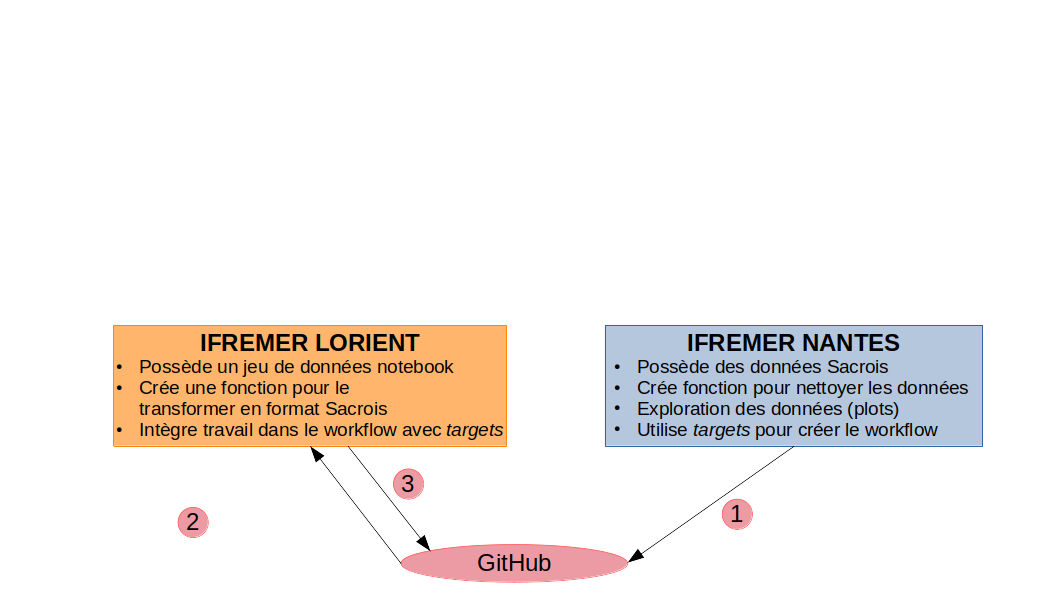 IFREMER LORIENT
• Possède un jeu de données notebook
• Crée une fonction pour le
transformer en format Sacrois
• Intègre travail dans le workflow avec targets
IFREMER NANTES
• Possède des données Sacrois
• Crée fonction pour nettoyer les données
• Exploration des données (plots)
• Utilise targets pour créer le workflow
3
2
1
GitHub